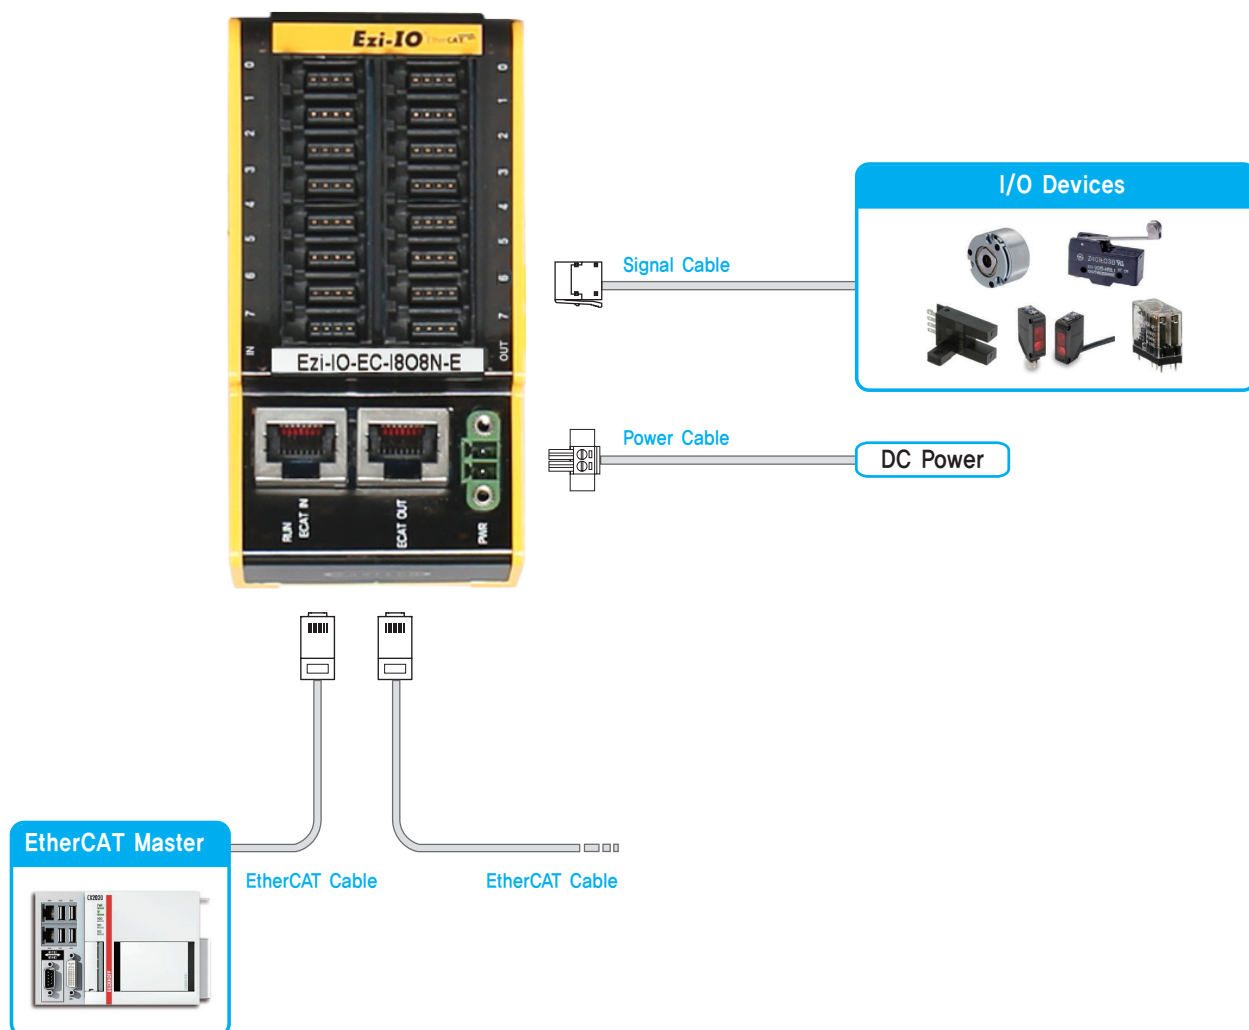 Ezi-IO EtherCAT
0 0
1 1
2 2
3 3
4 4
5 5
6 6
7 7
IN OUT
Ezi-IO-EC-I8O8N-E
RUN
ECAT IN
ECAT OUT
PWR
Signal Cable
I/O Devices
Power Cable
DC Power
EtherCAT Master
EtherCAT Cable
EtherCAT Cable
CX2030